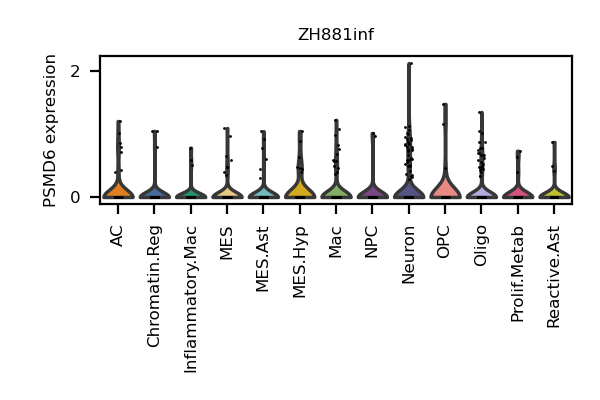 ZH881inf
PSMD6 expression
2
0
AC
Chromatin.Reg
Inflammatory.Mac
MES
MES.Ast
MES.Hyp
Mac
NPC
Neuron
OPC
Oligo
Prolif.Metab
Reactive.Ast